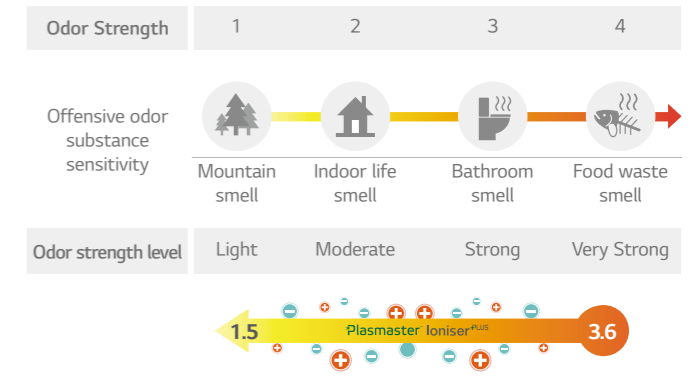 Odor Strength 1 2 3 4
Offensive odor
substance
sensitivity
Mountain Indoor life Bathroom Food waste
smell smell smell smell
Odor strength level Light Moderate Strong Very Strong
1.5 Plasmaster Ioniser PLUS 3.6